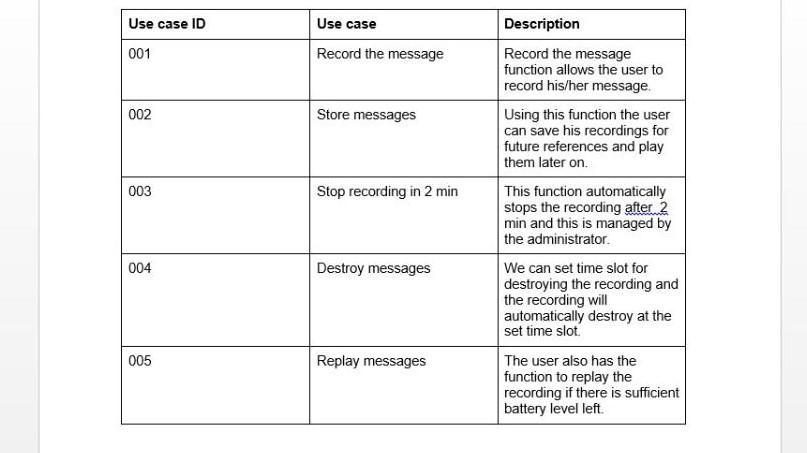 Use case ID Use case Description
001 Record the message Record the message
function allows the user to
record his/her message.
002 Store messages Using this function the user
can save his recordings for
future references and play
them later on.
003 Stop recording in 2 min This function automatically
stops the recording after 2
min and this is managed by
the administrator.
004 Destroy messages We can set time slot for
destroying the recording and
the recording will
automatically destroy at the
set time slot.
005 Replay messages The user also has the
function to replay the
recording if there is sufficient
battery level left.